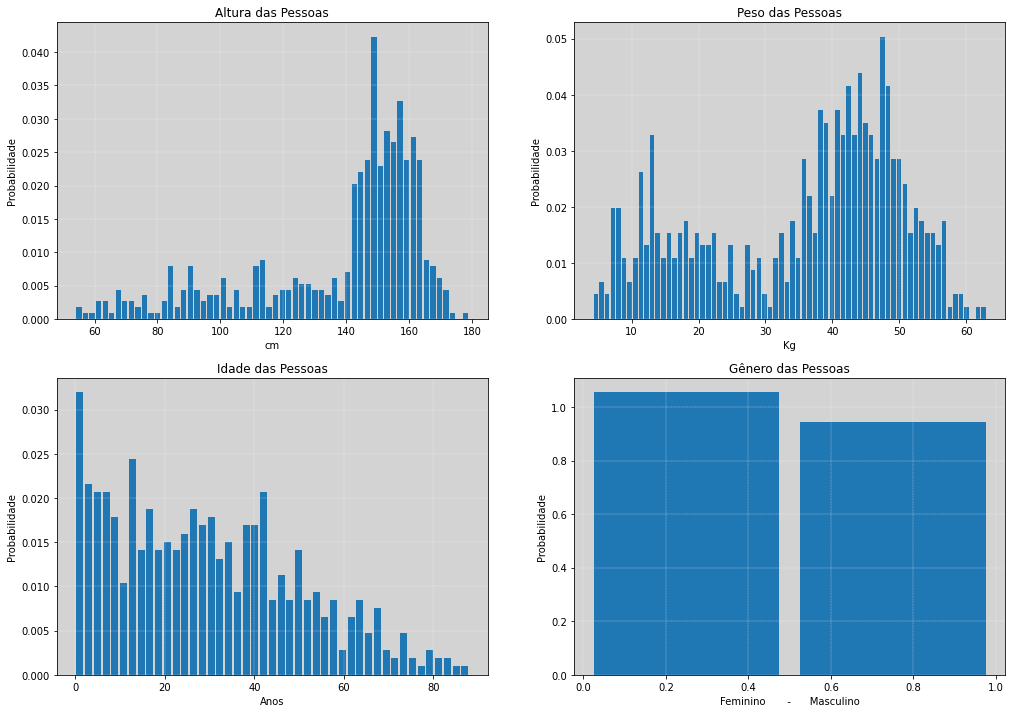 Altura das Pessoas
Probabilidade
0.040
0.035
0.030
0.025
0.020
0.015
0.010
0.005
0.000
60 80 100 120 140 160 180
cm
Peso das Pessoas
Probabilidade
0.05
0.04
0.03
0.02
0.01
0.00
10 20 30 40 50 60
Kg
Idade das Pessoas
Probabilidade
0.030
0.025
0.020
0.015
0.010
0.005
0.000
0 20 40 60 80
Anos
Gênero das Pessoas
Probabilidade
1.0
0.8
0.6
0.4
0.2
0.0
0.0 0.2 0.4 0.6 0.8 1.0
Feminino - Masculino